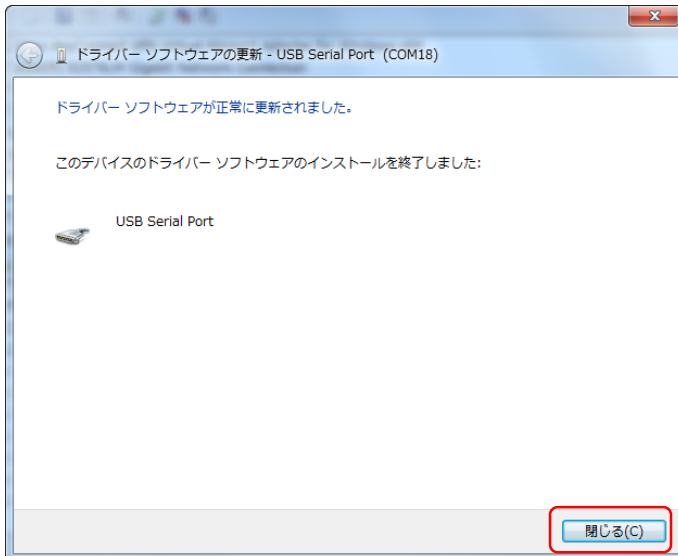 ドライバー ソフトウェアの更新 - USB Serial Port (COM18)
ドライバー ソフトウェアが正常に更新されました。
このデバイスのドライバー ソフトウェアのインストールを終了しました:
USB Serial Port
閉じる(C)